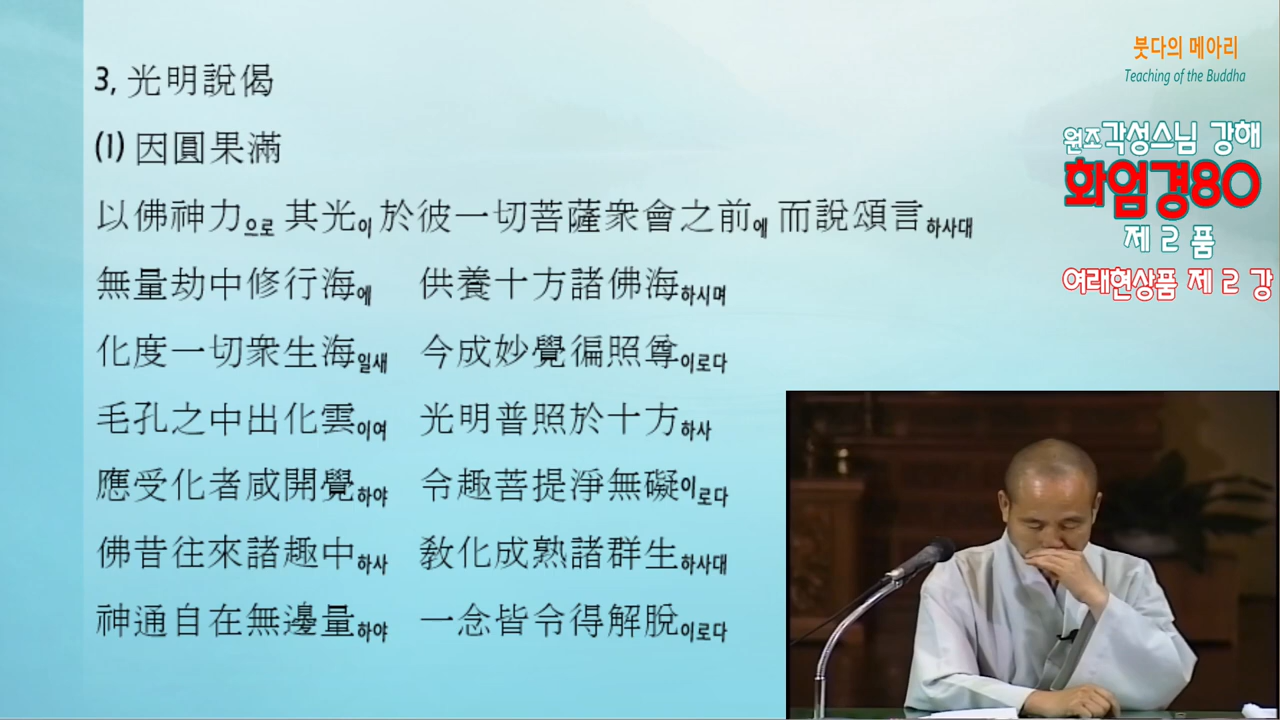 3, 光明說偈
(1) 因圓果滿
以佛神力으로 其光이 於彼一切菩薩衆會之前에 而說頌言하사대
無量劫中修行海에 供養十方諸佛海하시며
化度一切衆生海일새 今成妙覺徧照尊이로다
毛孔之中出化雲이여 光明普照於十方하사
應受化者咸開覺하야 令趣菩提淨無礙이로다
佛昔往來諸趣中하사 敎化成熟諸群生하사대
神通自在無邊量하야 一念皆令得解脫이로다
붓다의 메아리
Teaching of the Buddha
원조각성스님 강해
화엄경80
제 2 품
여래현상품 제 2 강